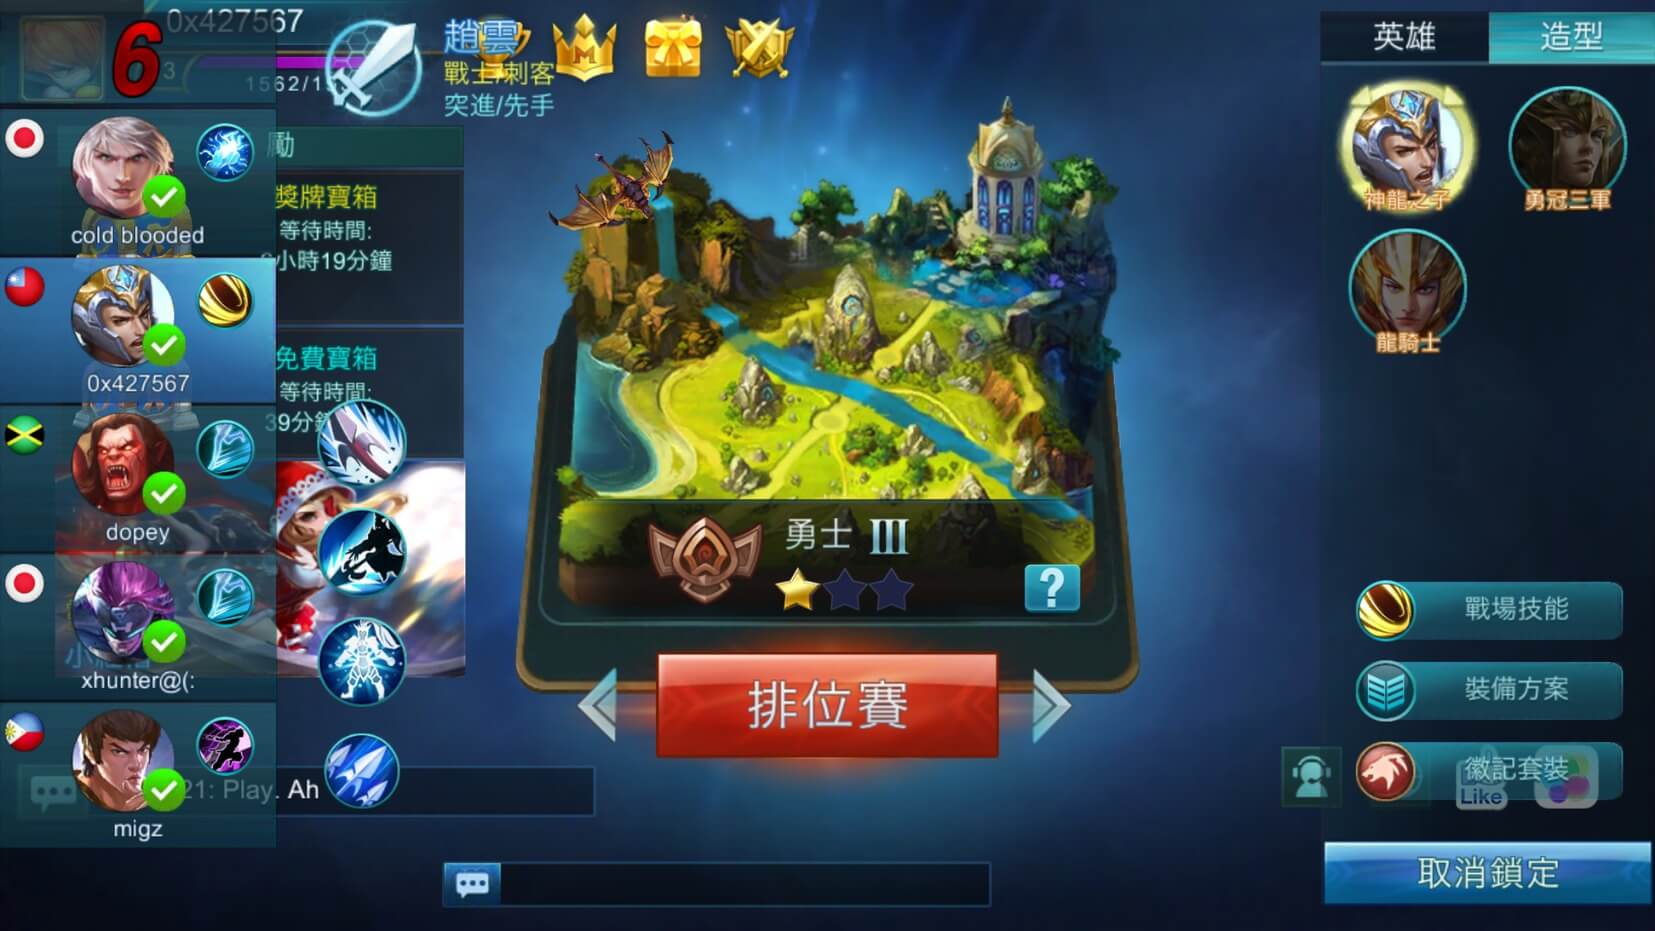 0x427567
6
3
1562/1
趙雲
戰士/刺客
突進/先手
英雄
造型
勵
獎牌寶箱
等待時間:
小時19分鐘
免費寶箱
等待時間:
39分
cold blooded
0x427567
dopey
xhunter@(:
migz
21: Play. Ah
神龍之子
勇冠三軍
龍騎士
勇士 III
?
排位賽
戰場技能
裝備方案
徽記套裝
Like
取消鎖定